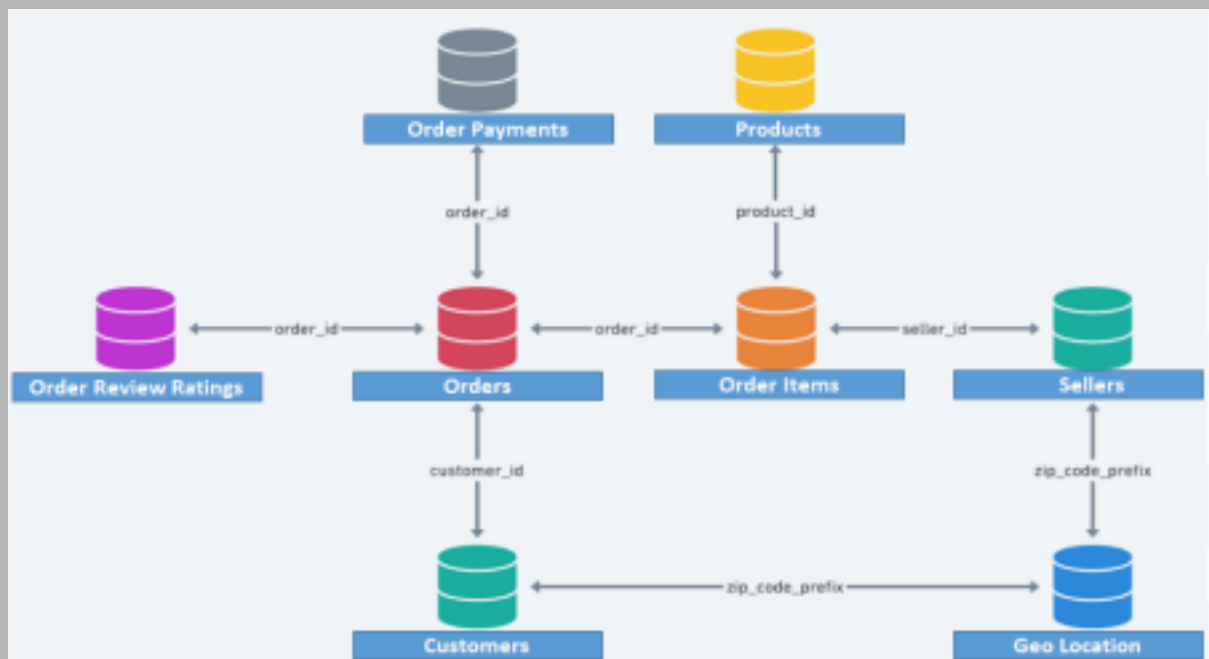 Order Payments
Products
order_id
product_id
order_id
order_id
seller_id
Order Review Ratings
Orders
Order Items
Sellers
customer_id
zip_code_prefix
zip_code_prefix
Customers
Geo Location